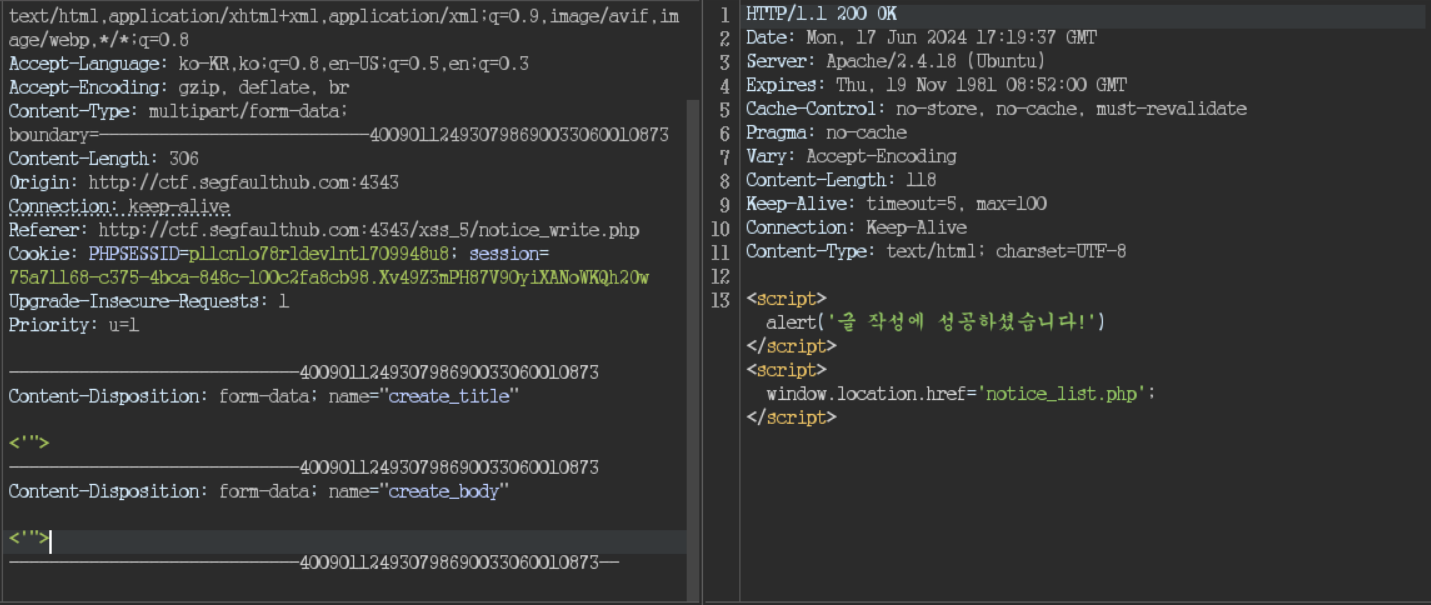 text/html,application/xhtml+xml,application/xml;q=0.9,image/avif,im
age/webp,*/*;q=0.8
Accept-Language: ko-KR,ko;q=0.8,en-US;q=0.5,en;q=0.3
Accept-Encoding: gzip, deflate, br
Content-Type: multipart/form-data;
boundary=---------------------------400901124930798690033060010873
Content-Length: 306
Origin: http://ctf.segfaulthub.com:4343
Connection: keep-alive
Referer: http://ctf.segfaulthub.com:4343/xss_5/notice_write.php
Cookie: PHPSESSID=pllcnlo78rldevlntl709948u8; session=
75a71168-c375-4bca-848c-100c2fa8cb98.Xv49Z3mPH87V90yiXANoWKQh20w
Upgrade-Insecure-Requests: 1
Priority: u=1
-----------------------------400901124930798690033060010873
Content-Disposition: form-data; name="create_title"
<'">
-----------------------------400901124930798690033060010873
Content-Disposition: form-data; name="create_body"
<'">
-----------------------------400901124930798690033060010873--
1 HTTP/1.1 200 OK
2 Date: Mon, 17 Jun 2024 17:19:37 GMT
3 Server: Apache/2.4.18 (Ubuntu)
4 Expires: Thu, 19 Nov 1981 08:52:00 GMT
5 Cache-Control: no-store, no-cache, must-revalidate
6 Pragma: no-cache
7 Vary: Accept-Encoding
8 Content-Length: 118
9 Keep-Alive: timeout=5, max=100
10 Connection: Keep-Alive
11 Content-Type: text/html; charset=UTF-8
12
13 <script>
alert('글 작성에 성공하셨습니다!')
</script>
<script>
window.location.href='notice_list.php';
</script>